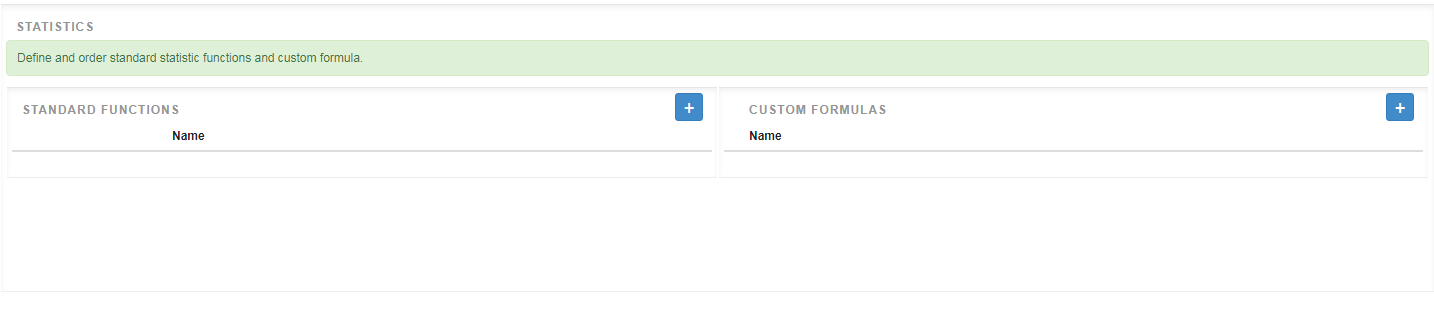 STATISTICS
Define and order standard statistic functions and custom formula.
STANDARD FUNCTIONS
+
Name
CUSTOM FORMULAS
+
Name